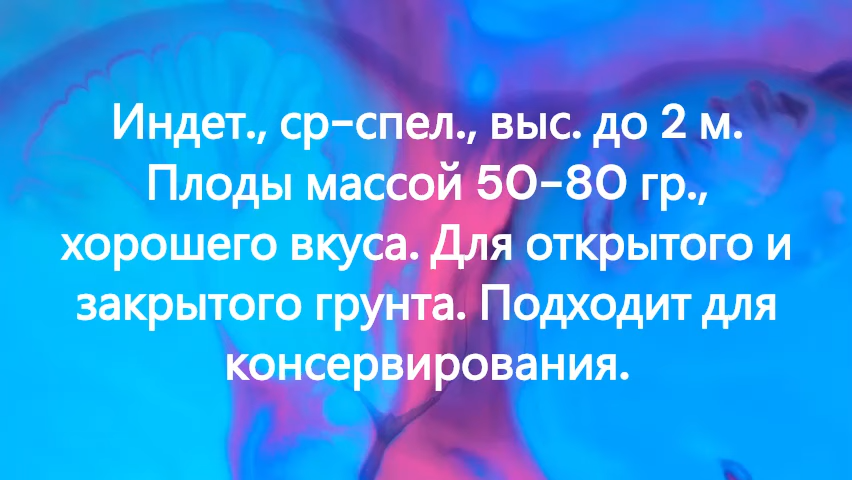 Индет., ср-спел., выс. до 2 м.
Плоды массой 50-80 гр.,
хорошего вкуса. Для открытого и
закрытого грунта. Подходит для
консервирования.